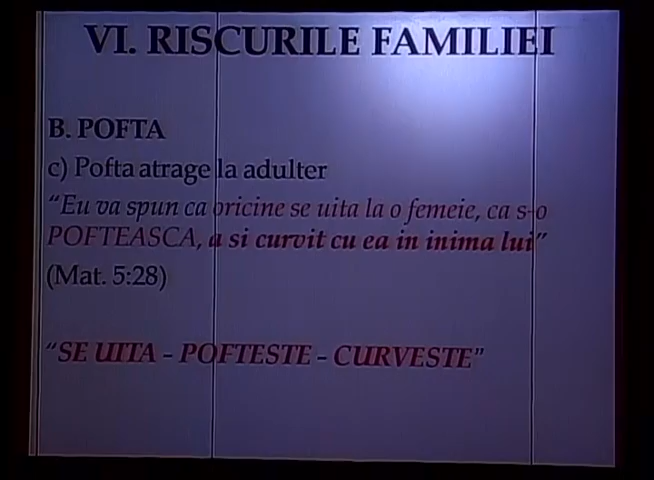 VI. RISCURILE FAMILIEI
B. POFTA
c) Pofta atrage la adulter
“Eu va spun ca oricine se uita la o femeie, ca s-o
POFTEASCA, a si curvit cu ea in inima lui”
(Mat. 5:28)
“SE UITA - POFTESTE - CURVESTE”